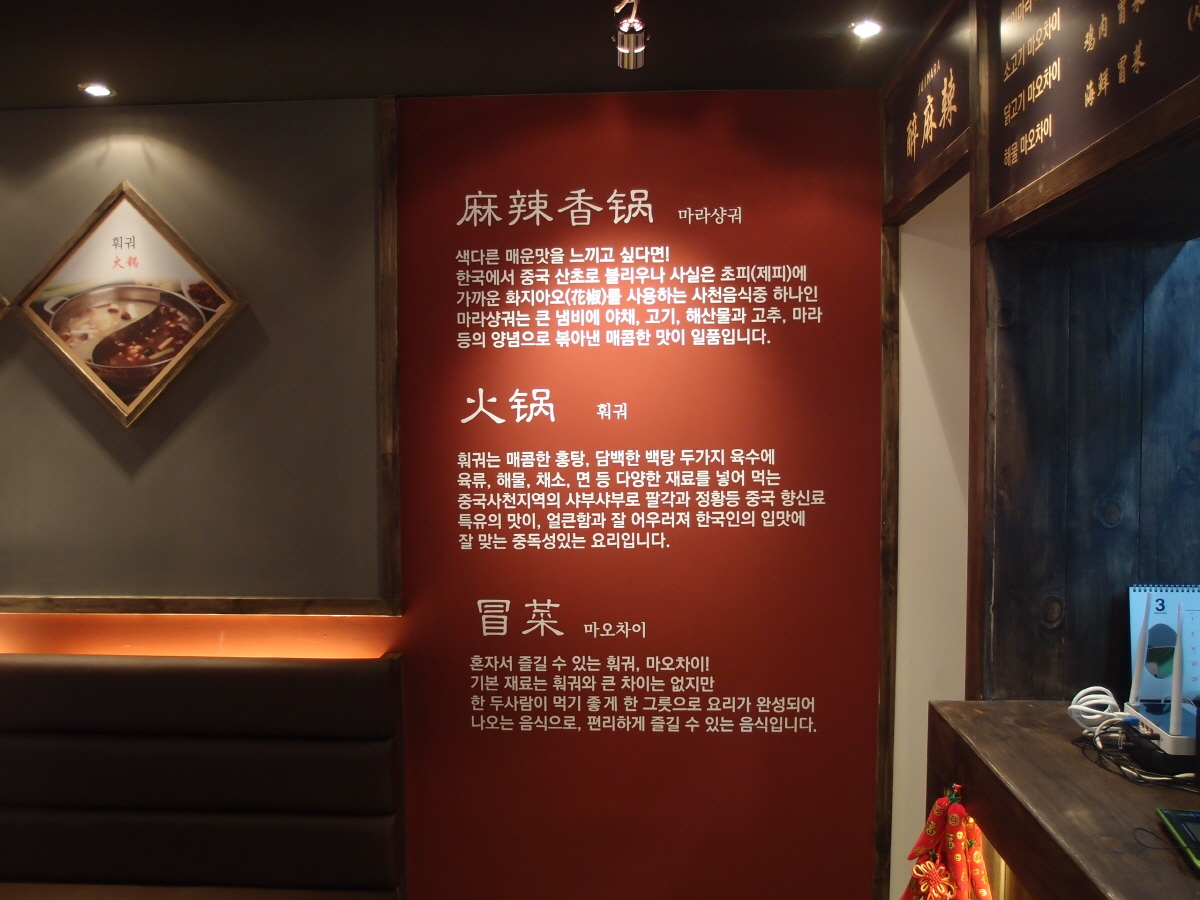 훠궈
火锅
麻辣香锅 마라샹궈
색다른 매운맛을 느끼고 싶다면!
한국에서 중국 산초로 불리우나 사실은 초피(제피)에
가까운 화지아오(花椒)를 사용하는 사천음식중 하나인
마라샹궈는 큰 냄비에 야채, 고기, 해산물과 고추, 마라
등의 양념으로 볶아낸 매콤한 맛이 일품입니다.
火锅 훠궈
훠궈는 매콤한 홍탕, 담백한 백탕 두가지 육수에
육류, 해물, 채소, 면 등 다양한 재료를 넣어 먹는
중국사천지역의 샤부샤부로 팔각과 정황등 중국 향신료
특유의 맛이, 얼큰함과 잘 어우러져 한국인의 입맛에
잘 맞는 중독성있는 요리입니다.
冒菜 마오차이
혼자서 즐길 수 있는 훠궈, 마오차이!
기본 재료는 훠궈와 큰 차이는 없지만
한 두사람이 먹기 좋게 한 그릇으로 요리가 완성되어
나오는 음식으로, 편리하게 즐길 수 있는 음식입니다.
醉麻辣
소고기 마오차이
닭고기 마오차이 鸡肉 冒菜
해물 마오차이 海鲜 冒菜
3